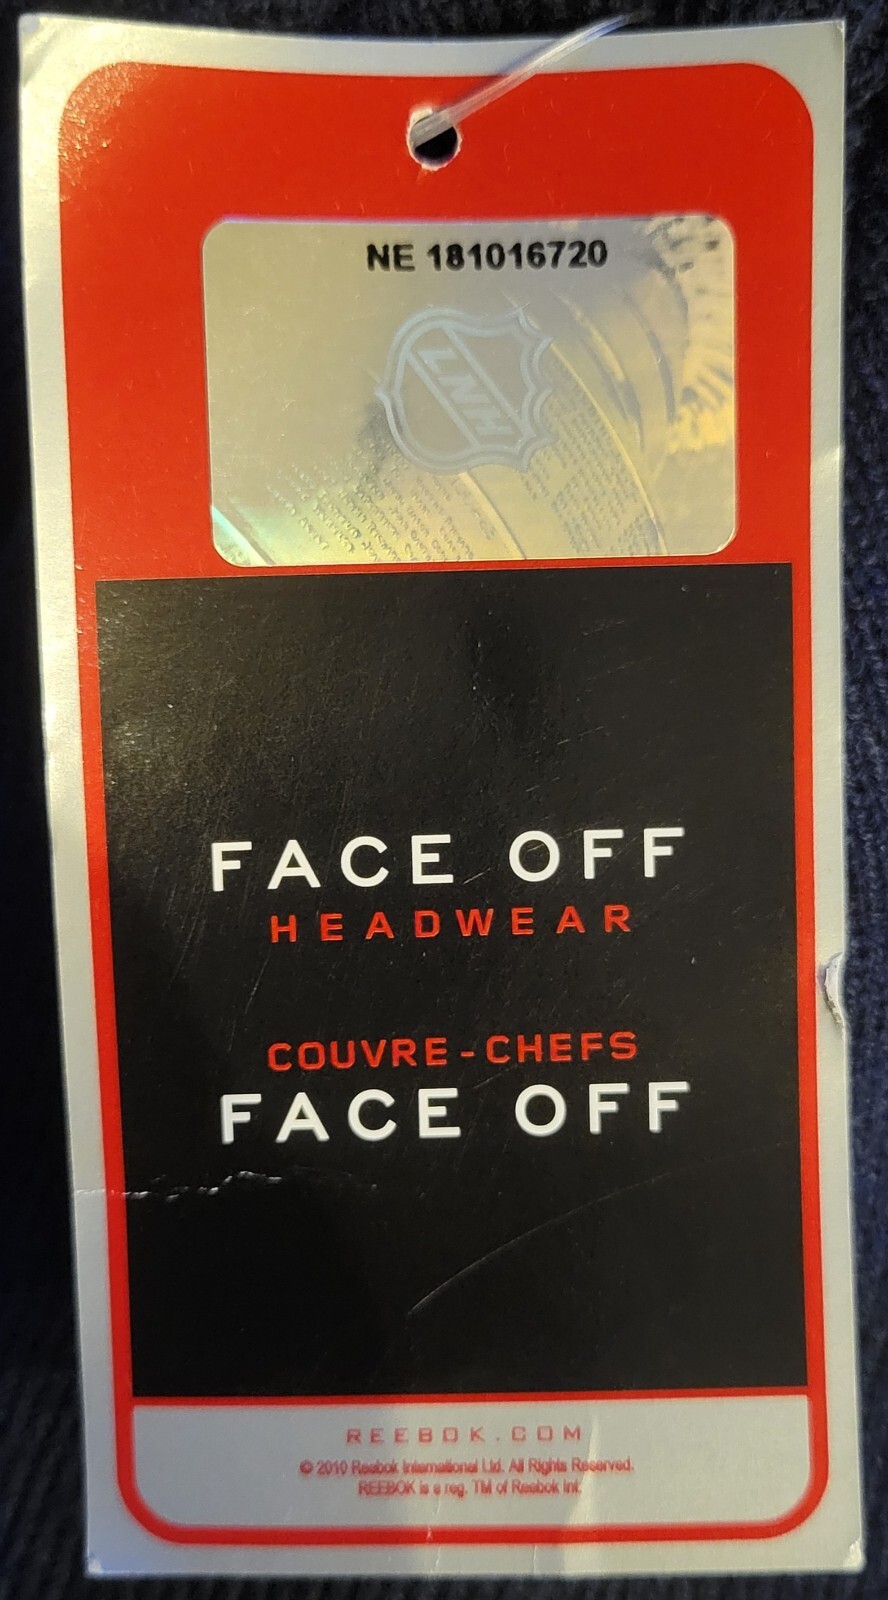 NE 181016720
LNH
FACE OFF
HEADWEAR
COUVRE-CHEFS
FACE OFF
REEBOK.COM
© 2010 Reebok International Ltd. All Rights Reserved.
REEBOK is a reg. TM of Reebok Int.